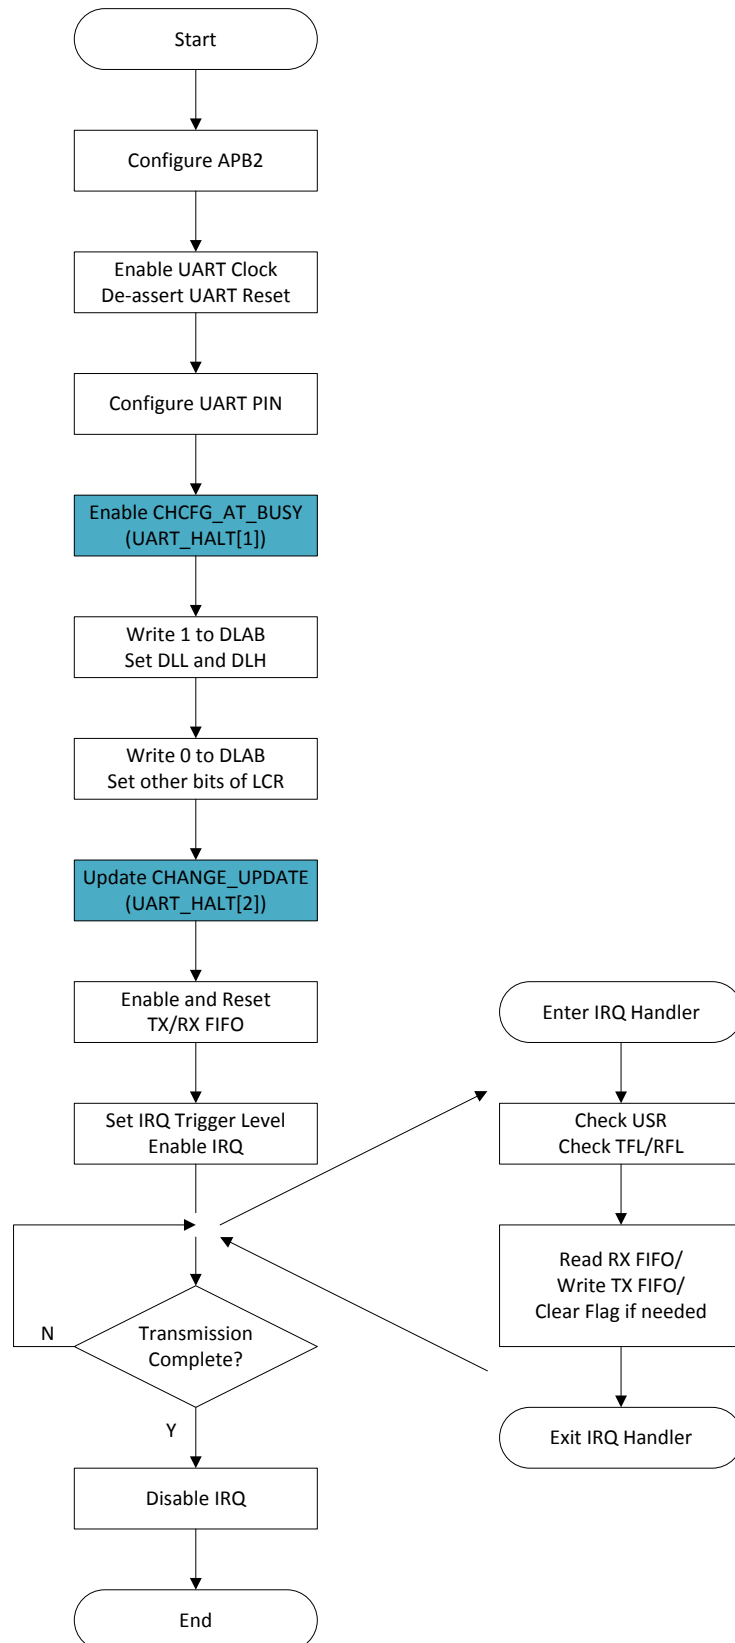 Start
Configure APB2
Enable UART Clock
De-assert UART Reset
Configure UART PIN
Enable CHCFG_AT_BUSY
(UART_HALT[1])
Write 1 to DLAB
Set DLL and DLH
Write 0 to DLAB
Set other bits of LCR
Update CHANGE_UPDATE
(UART_HALT[2])
Enable and Reset
TX/RX FIFO
Set IRQ Trigger Level
Enable IRQ
Transmission
Complete?
N
Y
Disable IRQ
End
Enter IRQ Handler
Check USR
Check TFL/RFL
Read RX FIFO/
Write TX FIFO/
Clear Flag if needed
Exit IRQ Handler